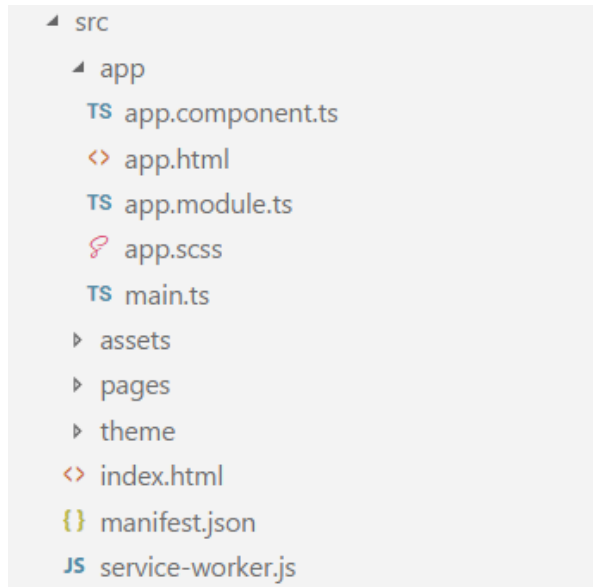 src
app
TS app.component.ts
<> app.html
TS app.module.ts
app.scss
TS main.ts
assets
pages
theme
<> index.html
{} manifest.json
JS service-worker.js